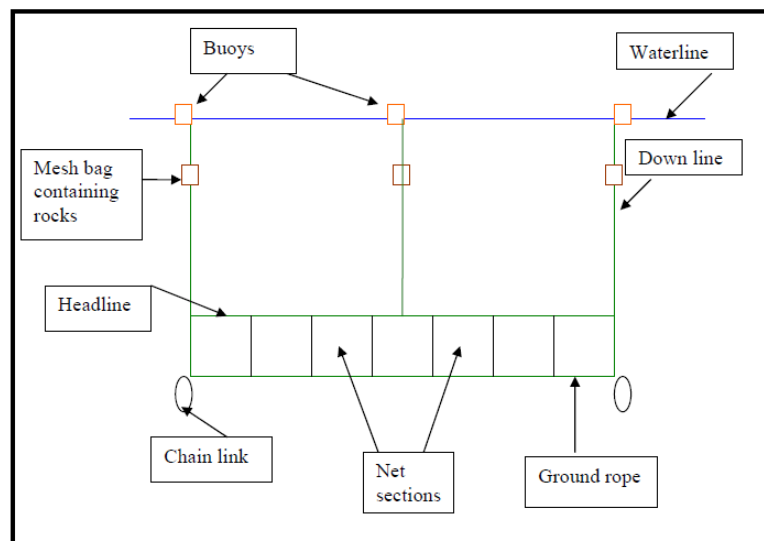 Buoys
Waterline
Mesh bag
containing
rocks
Down line
Headline
Chain link
Net
sections
Ground rope